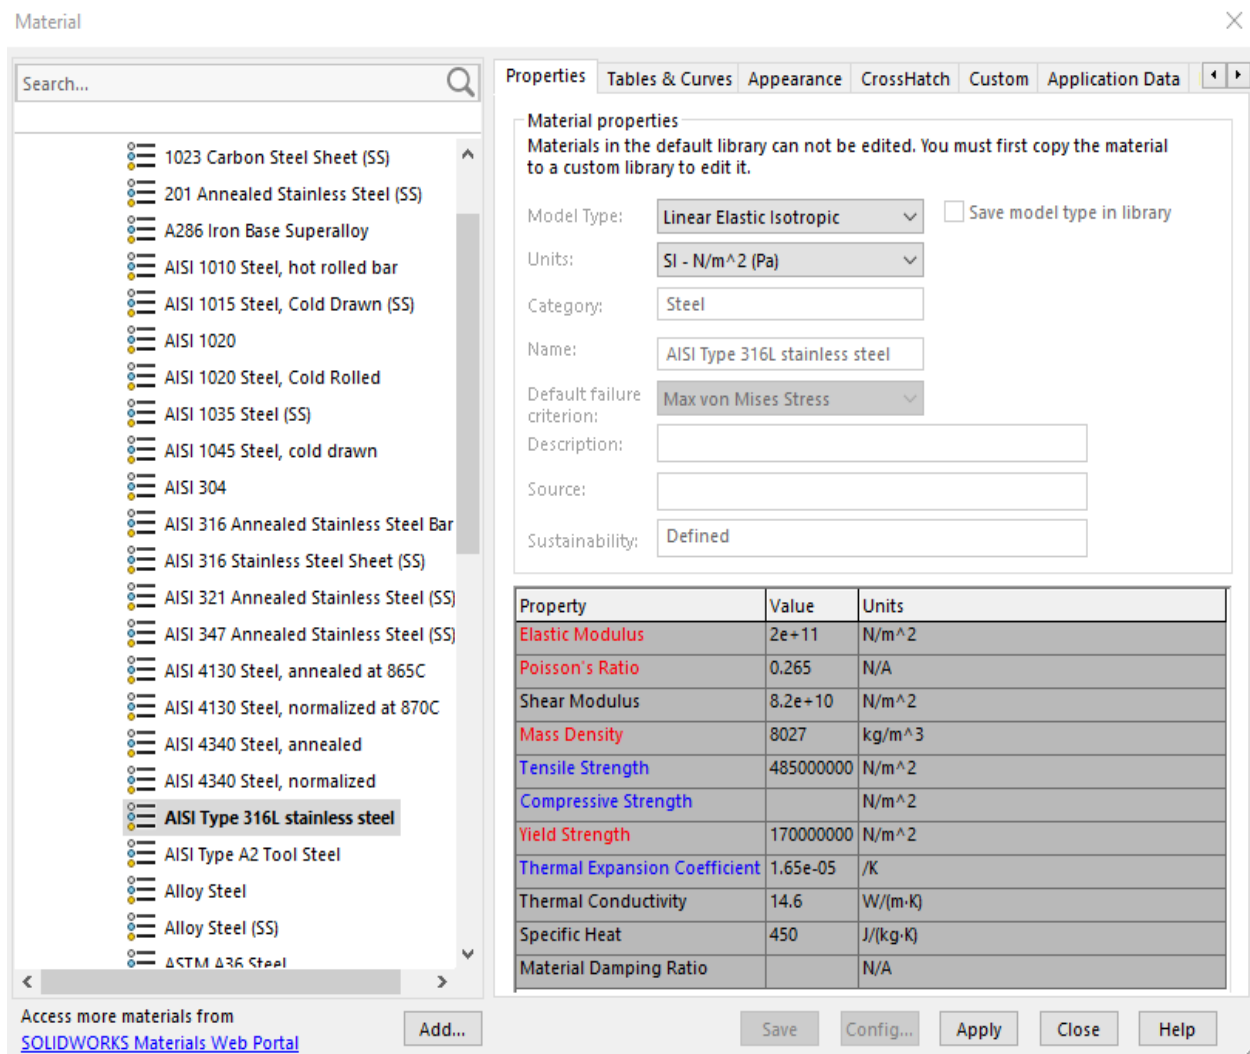 Material
Search...
1023 Carbon Steel Sheet (SS)
201 Annealed Stainless Steel (SS)
A286 Iron Base Superalloy
AISI 1010 Steel, hot rolled bar
AISI 1015 Steel, Cold Drawn (SS)
AISI 1020
AISI 1020 Steel, Cold Rolled
AISI 1035 Steel (SS)
AISI 1045 Steel, cold drawn
AISI 304
AISI 316 Annealed Stainless Steel Bar
AISI 316 Stainless Steel Sheet (SS)
AISI 321 Annealed Stainless Steel (SS)
AISI 347 Annealed Stainless Steel (SS)
AISI 4130 Steel, annealed at 865C
AISI 4130 Steel, normalized at 870C
AISI 4340 Steel, annealed
AISI 4340 Steel, normalized
AISI Type 316L stainless steel
AISI Type A2 Tool Steel
Alloy Steel
Alloy Steel (SS)
ASTM A36 Steel
Access more materials from
SOLIDWORKS Materials Web Portal
Add...
Properties Tables & Curves Appearance CrossHatch Custom Application Data
Material properties
Materials in the default library can not be edited. You must first copy the material
to a custom library to edit it.
Model Type: Linear Elastic Isotropic Save model type in library
Units: SI - N/m^2 (Pa)
Category: Steel
Name: AISI Type 316L stainless steel
Default failure
criterion: Max von Mises Stress
Description:
Source:
Sustainability: Defined
Property Value Units
Elastic Modulus 2e+11 N/m^2
Poisson's Ratio 0.265 N/A
Shear Modulus 8.2e+10 N/m^2
Mass Density 8027 kg/m^3
Tensile Strength 485000000 N/m^2
Compressive Strength N/m^2
Yield Strength 170000000 N/m^2
Thermal Expansion Coefficient 1.65e-05 /K
Thermal Conductivity 14.6 W/(m·K)
Specific Heat 450 J/(kg·K)
Material Damping Ratio N/A
Save Config... Apply Close Help